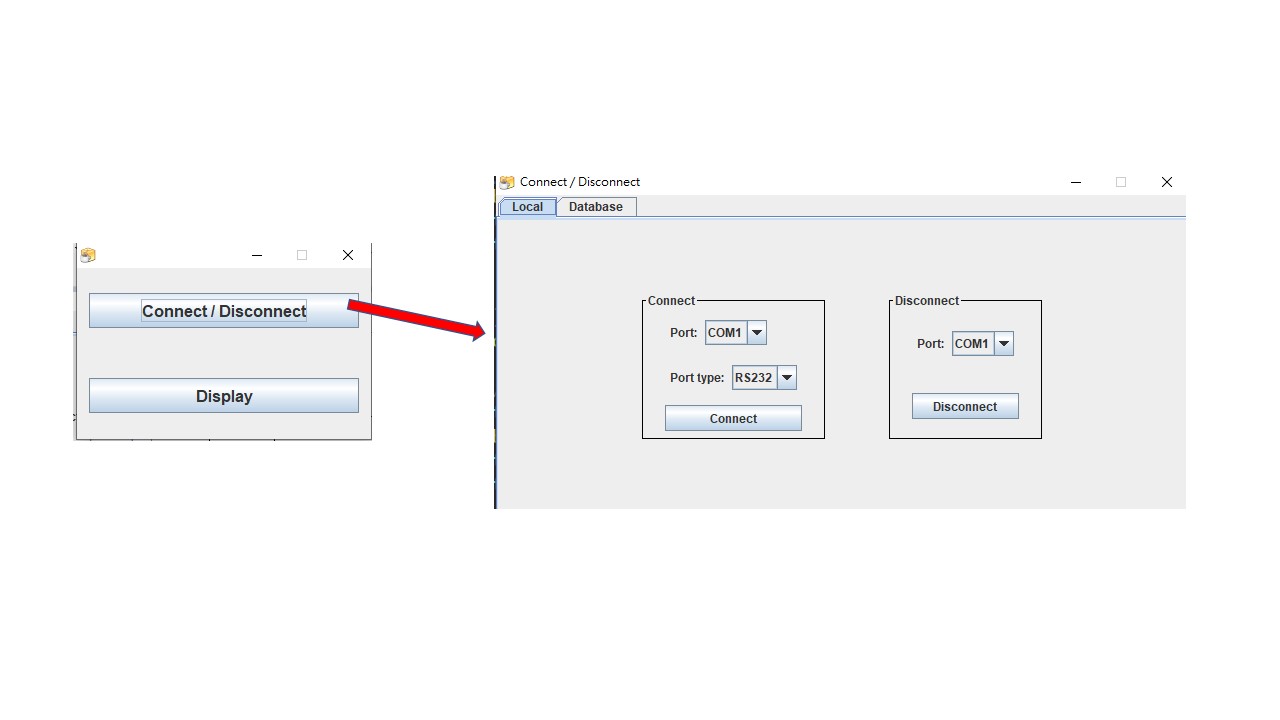 Connect / Disconnect
Display
Connect / Disconnect
Local Database
Connect
Port: COM1
Port type: RS232
Connect
Disconnect
Port: COM1
Disconnect